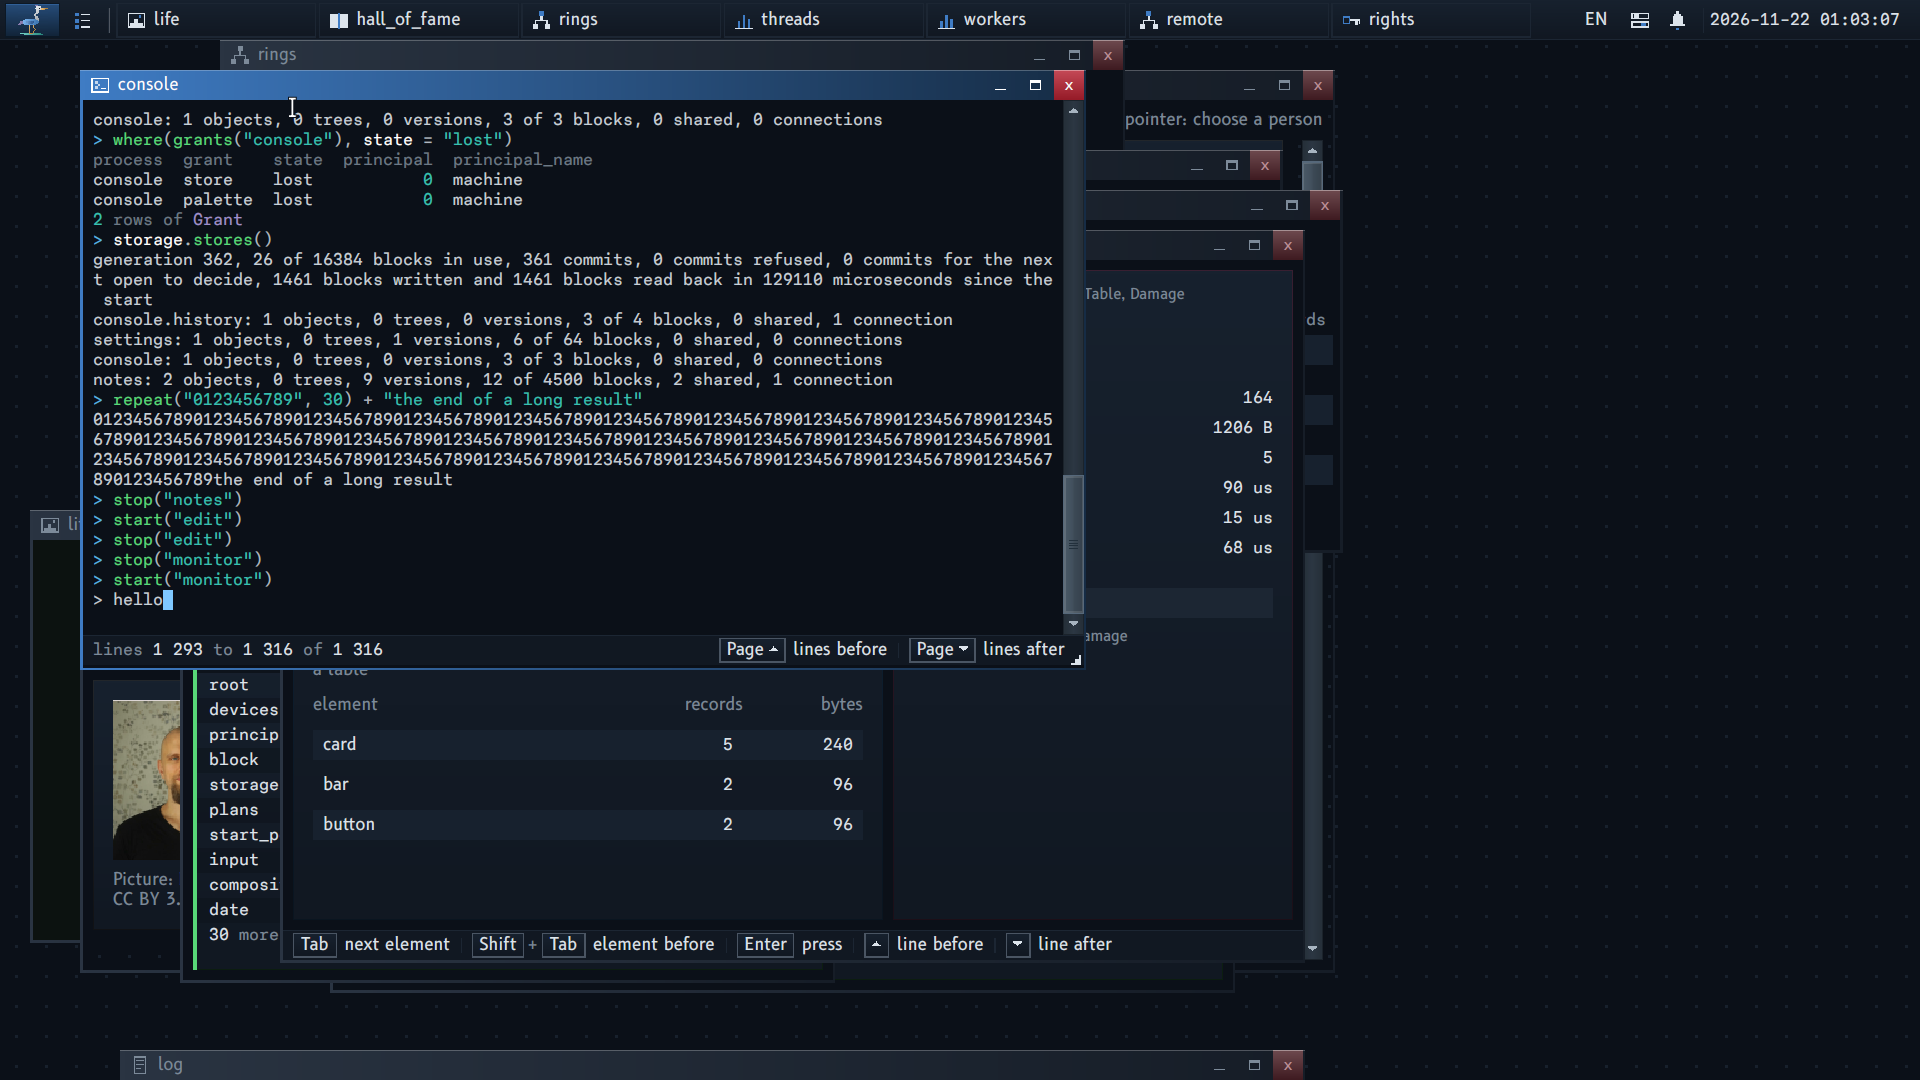 life
hall_of_fame
rings
threads
workers
remote
rights
EN
2026-11-22 01:03:07
rings
console
pointer: choose a person
console: 1 objects, 0 trees, 0 versions, 3 of 3 blocks, 0 shared, 0 connections
> where(grants("console"), state = "lost")
process grant state principal principal_name
console store lost 0 machine
console palette lost 0 machine
2 rows of Grant
> storage.stores()
generation 362, 26 of 16384 blocks in use, 361 commits, 0 commits refused, 0 commits for the nex
t open to decide, 1461 blocks written and 1461 blocks read back in 129110 microseconds since the
start
console.history: 1 objects, 0 trees, 0 versions, 3 of 4 blocks, 0 shared, 1 connection
settings: 1 objects, 0 trees, 1 versions, 6 of 64 blocks, 0 shared, 0 connections
console: 1 objects, 0 trees, 0 versions, 3 of 3 blocks, 0 shared, 0 connections
notes: 2 objects, 0 trees, 9 versions, 12 of 4500 blocks, 2 shared, 1 connection
> repeat("0123456789", 30) + "the end of a long result"
012345678901234567890123456789012345678901234567890123456789012345678901234567890123456789012345
678901234567890123456789012345678901234567890123456789012345678901234567890123456789012345678901
234567890123456789012345678901234567890123456789012345678901234567890123456789012345678901234567
890123456789the end of a long result
> stop("notes")
> start("edit")
> stop("edit")
> stop("monitor")
> start("monitor")
> hello
lines 1 293 to 1 316 of 1 316
Page lines before
Page lines after
Table, Damage
ds
164
1206 B
5
90 us
15 us
68 us
amage
li
root
devices
princip
block
storage
plans
start_p
input
composi
date
30 more
Picture:
CC BY 3.
a table
element records bytes
card 5 240
bar 2 96
button 2 96
Tab next element
Shift + Tab element before
Enter press
line before
line after
log